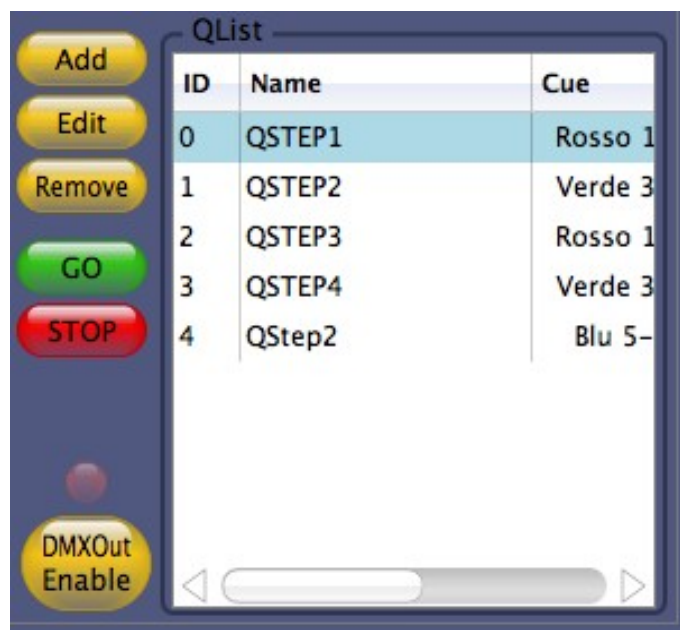 QList
Add
Edit
Remove
GO
STOP
DMXOut
Enable
ID Name Cue
0 QSTEP1 Rosso 1
1 QSTEP2 Verde 3
2 QSTEP3 Rosso 1
3 QSTEP4 Verde 3
4 QStep2 Blu 5-